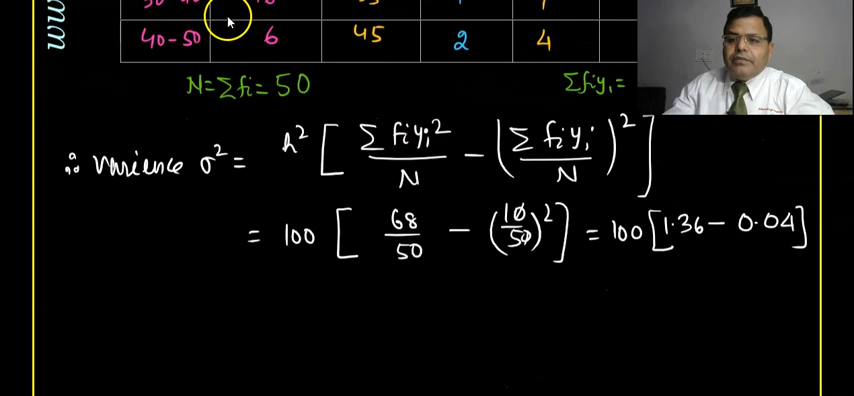 40-50 6 45 2 4
N = Σfi = 50 Σfiyi =
∴ varience σ² = h² [ Σfiyi²/N - (Σfiyi/N)² ]
= 100 [ 68/50 - (10/50)² ] = 100 [1.36 - 0.04]